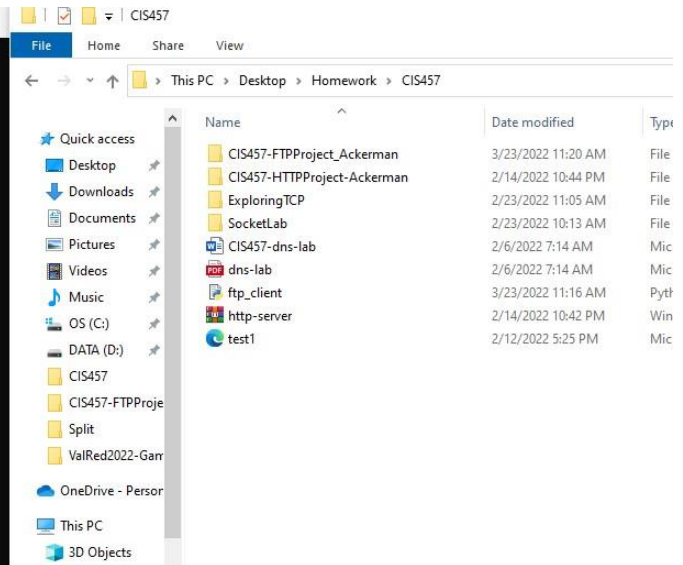 CIS457
File Home Share View
This PC > Desktop > Homework > CIS457
Name Date modified Type
Quick access
Desktop
Downloads
Documents
Pictures
Videos
Music
OS (C:)
DATA (D:)
CIS457
CIS457-FTPProje
Split
ValRed2022-Gam
OneDrive - Person
This PC
3D Objects
CIS457-FTPProject_Ackerman 3/23/2022 11:20 AM File
CIS457-HTTPProject-Ackerman 2/14/2022 10:44 PM File
ExploringTCP 2/23/2022 11:05 AM File
SocketLab 2/23/2022 10:13 AM File
CIS457-dns-lab 2/6/2022 7:14 AM Mic
PDF dns-lab 2/6/2022 7:14 AM Mic
ftp_client 3/23/2022 11:16 AM Pyth
http-server 2/14/2022 10:42 PM Win
test1 2/12/2022 5:25 PM Mic